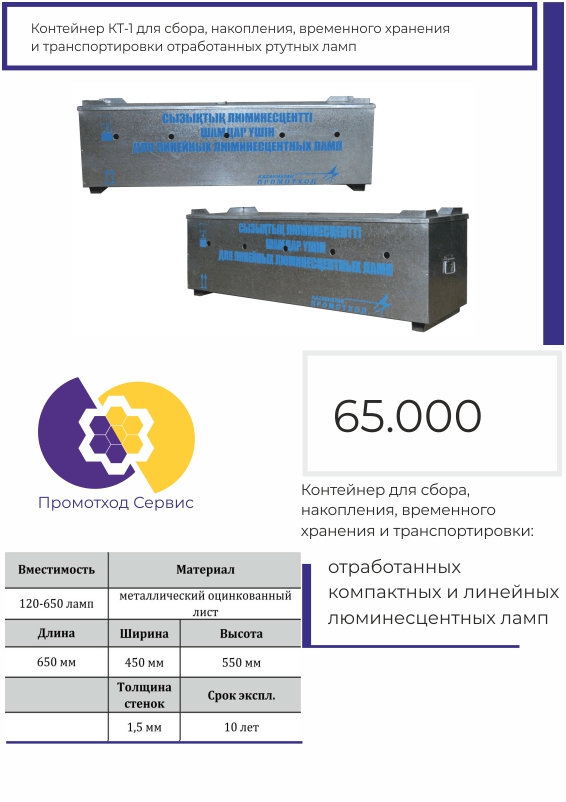 Контейнер КТ-1 для сбора, накопления, временного хранения
и транспортировки отработанных ртутных ламп
СЫЗЫҚТЫҚ ЛЮМИНЕСЦЕНТТІ
ШАМДАР ҮШІН
ДЛЯ ЛИНЕЙНЫХ ЛЮМИНЕСЦЕНТНЫХ ЛАМП
ПРОМОТХОД
СЫЗЫҚТЫҚ ЛЮМИНЕСЦЕНТТІ
ШАМДАР ҮШІН
ДЛЯ ЛИНЕЙНЫХ ЛЮМИНЕСЦЕНТНЫХ ЛАМП
ПРОМОТХОД
65.000
Промотход Сервис
Контейнер для сбора,
накопления, временного
хранения и транспортировки:
отработанных
компактных и линейных
люминесцентных ламп
Вместимость Материал
120-650 ламп металлический оцинкованный
лист
Длина Ширина Высота
650 мм 450 мм 550 мм
Толщина
стенок Срок экспл.
1,5 мм 10 лет